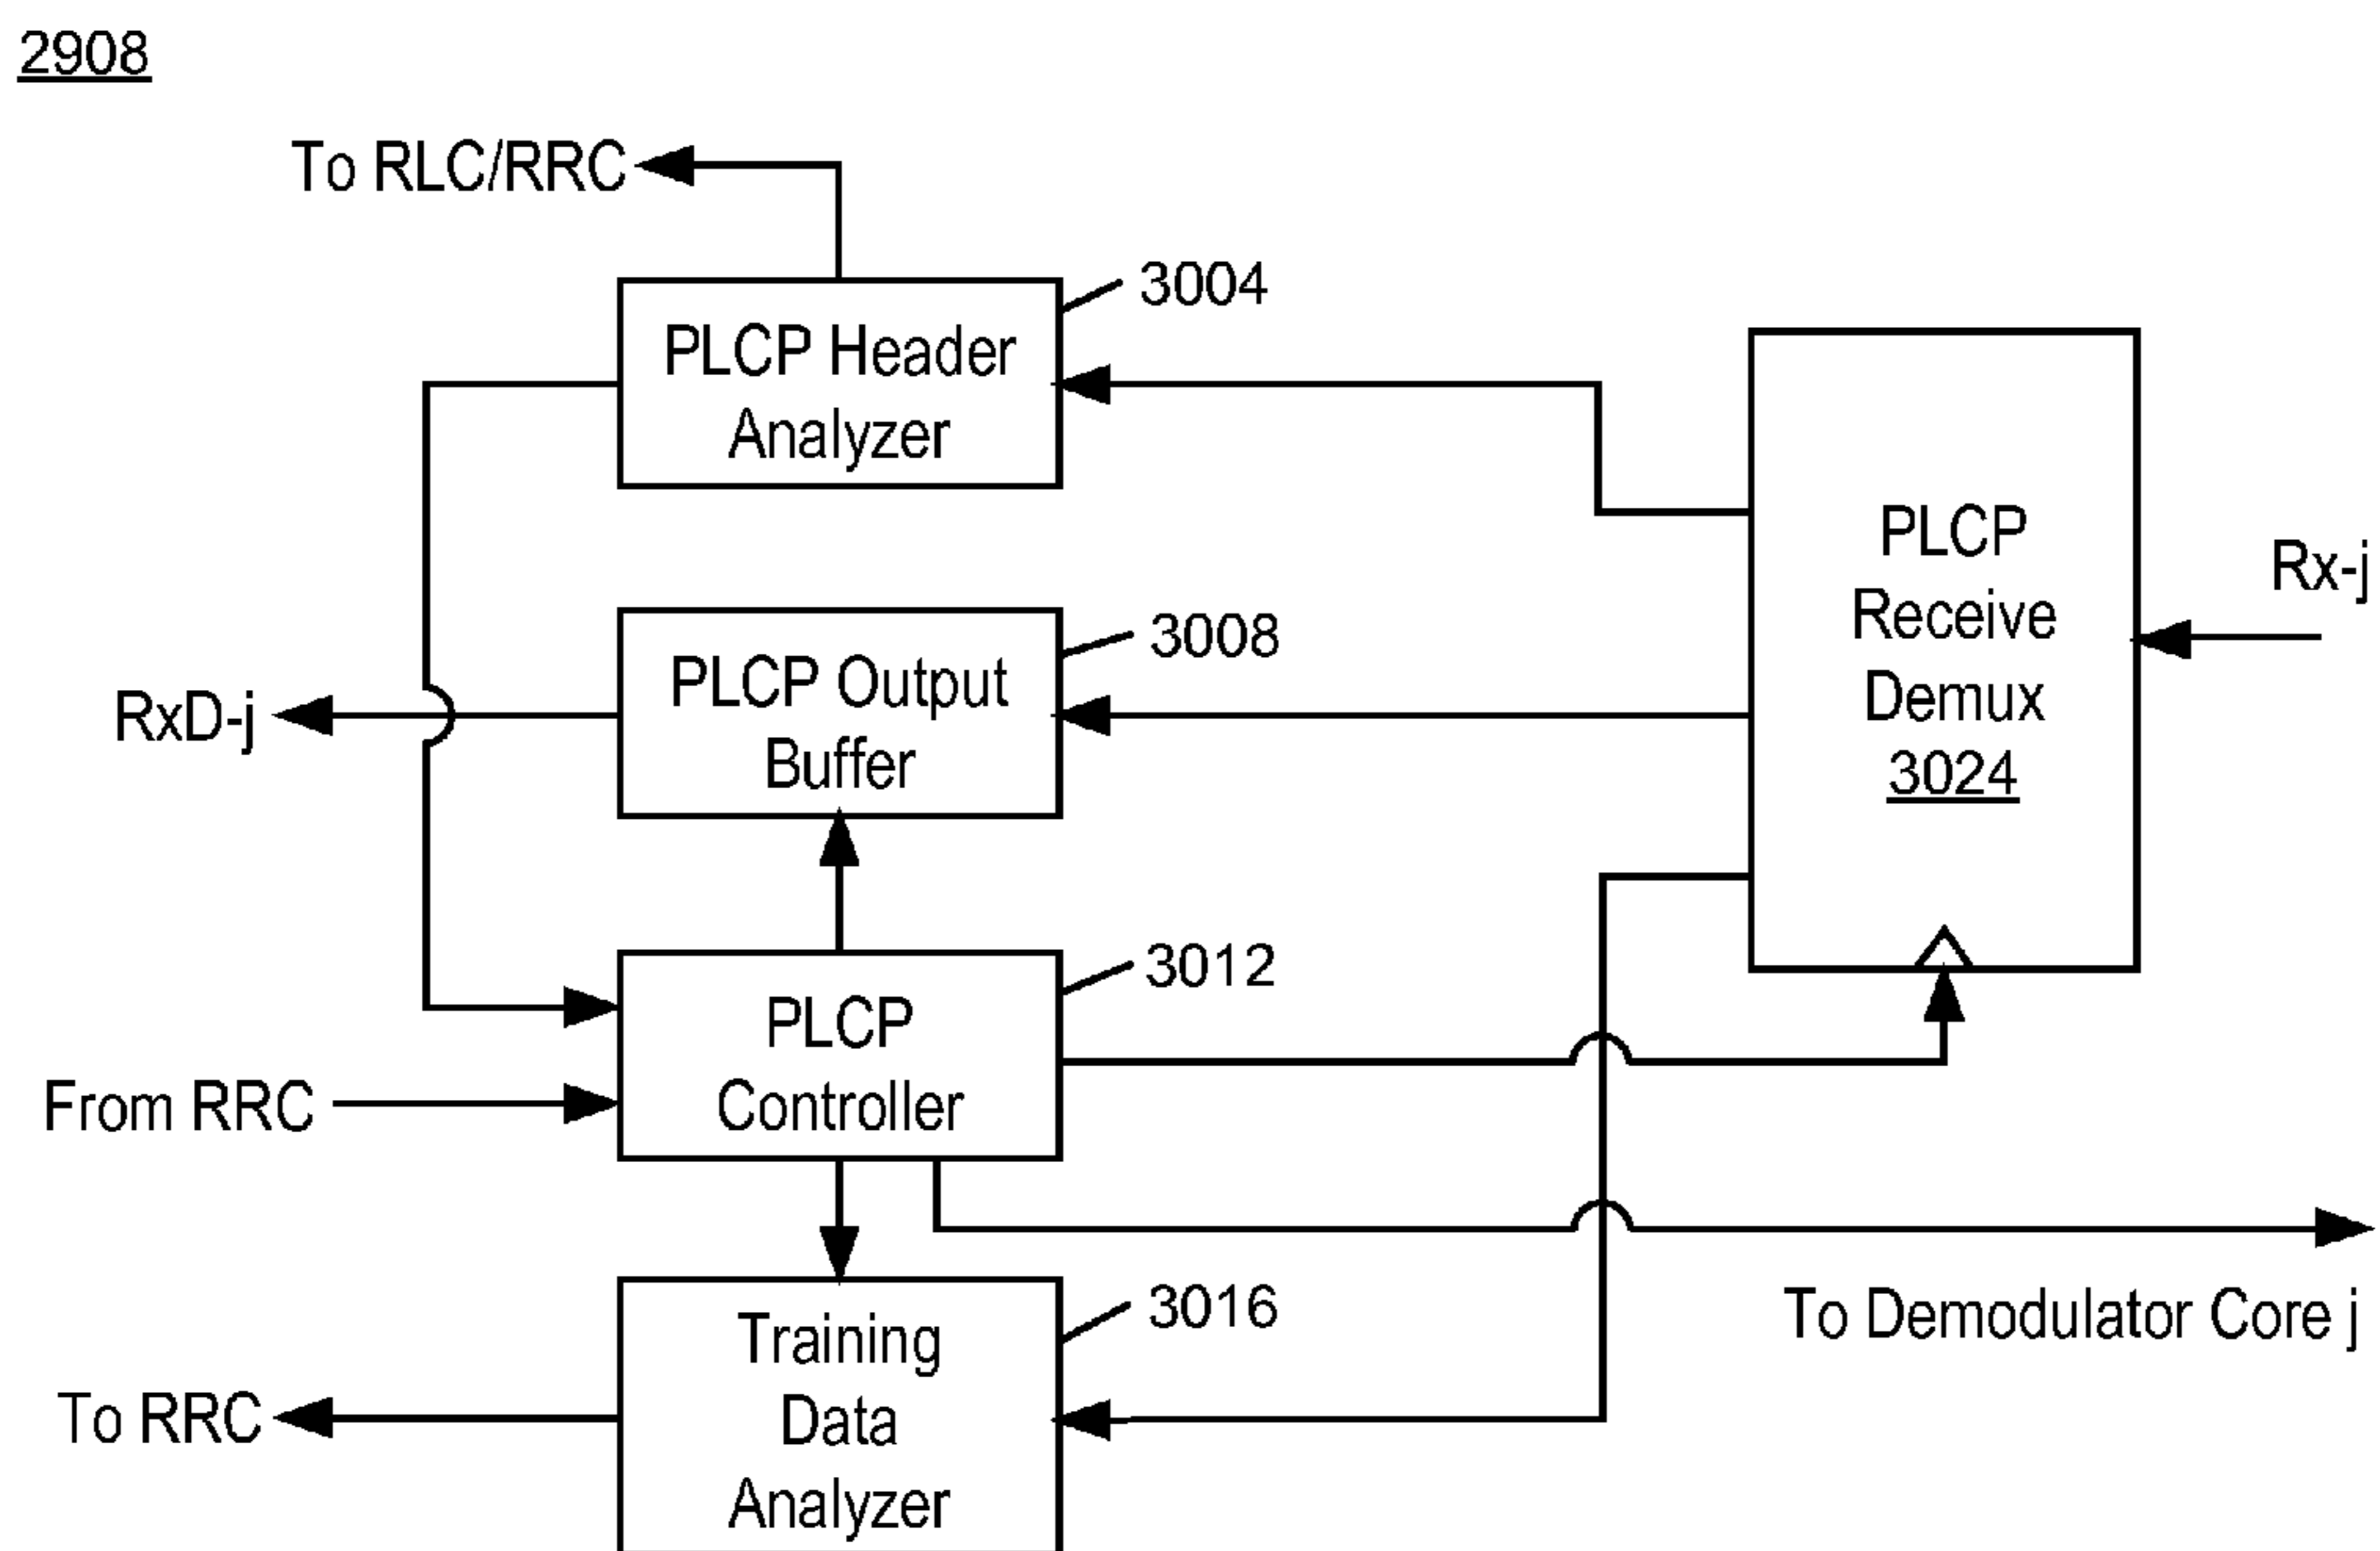 2908
To RLC/RRC
3004
PLCP Header
Analyzer
3008
PLCP Output
Buffer
RxD-j
PLCP
Receive
Demux
3024
Rx-j
3012
PLCP
Controller
From RRC
To Demodulator Core j
3016
Training
Data
Analyzer
To RRC